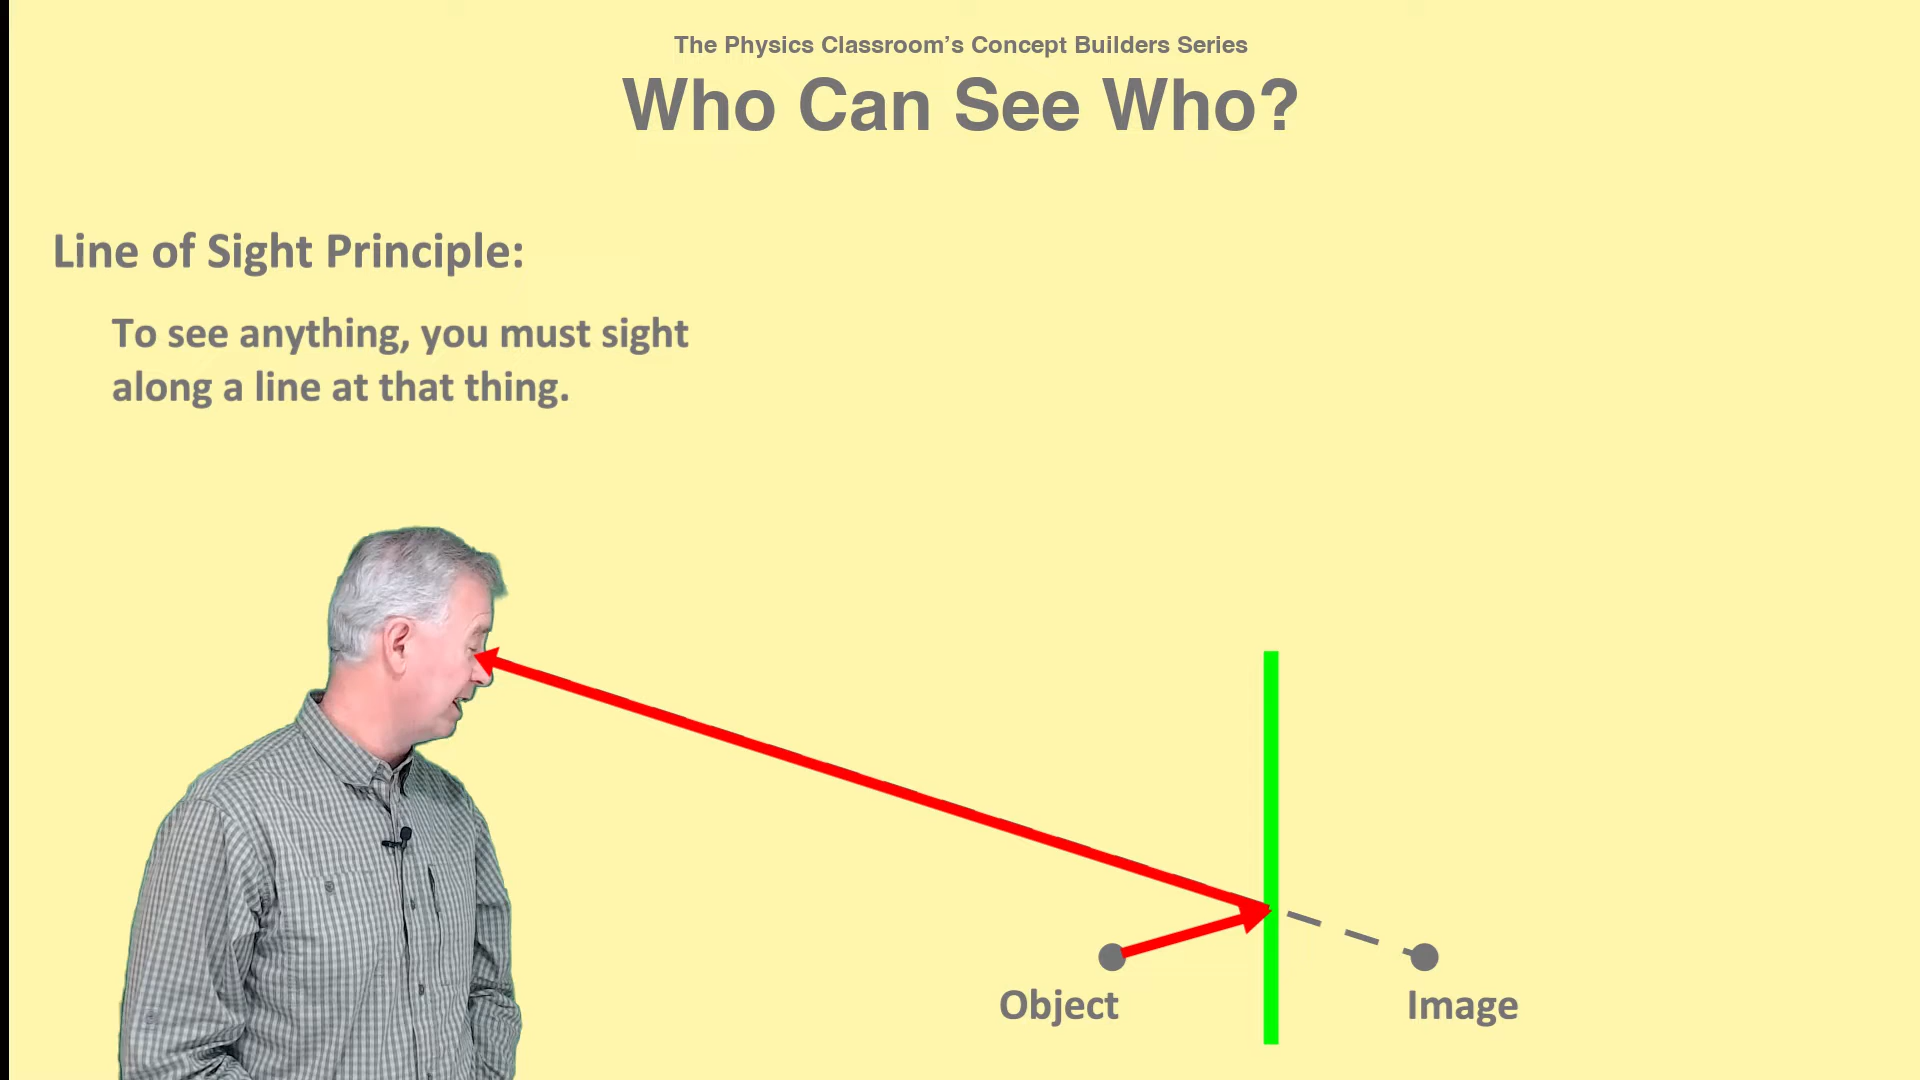 The Physics Classroom’s Concept Builders Series
Who Can See Who?
Line of Sight Principle:
To see anything, you must sight
along a line at that thing.
Object
Image